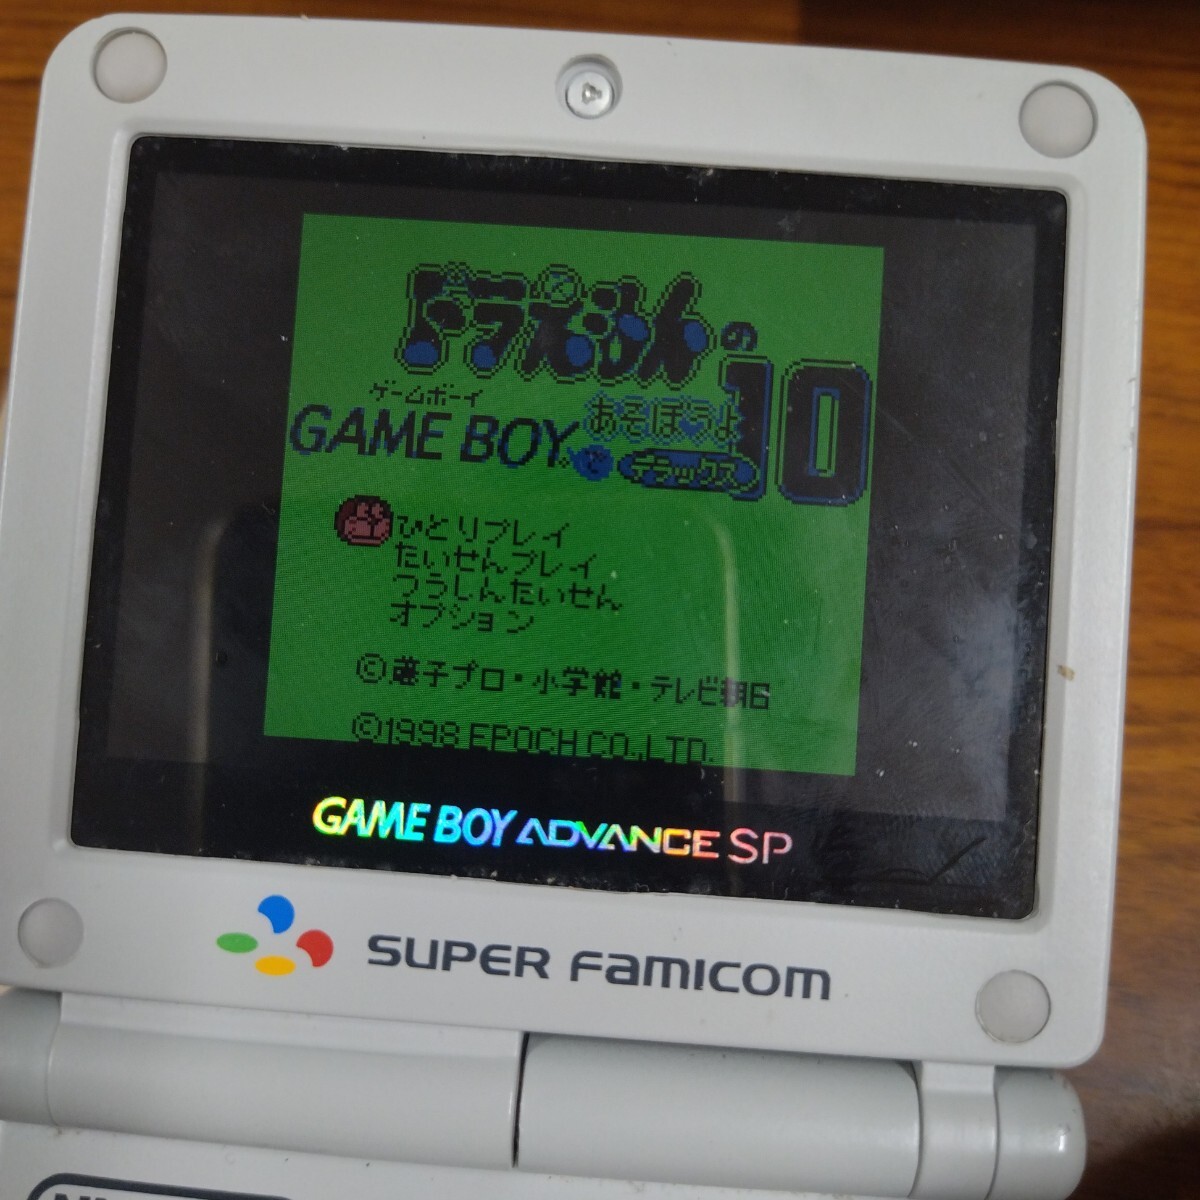 ドラえもんの
ゲームボーイ
GAME BOYで
あそぼうよ
デラックス
10
ひとりプレイ
たいせんプレイ
つうしんたいせん
オプション
©藤子プロ・小学館・テレビ朝日
©1998 EPOCH CO.,LTD.
GAME BOY ADVANCE SP
SUPER FAMICOM